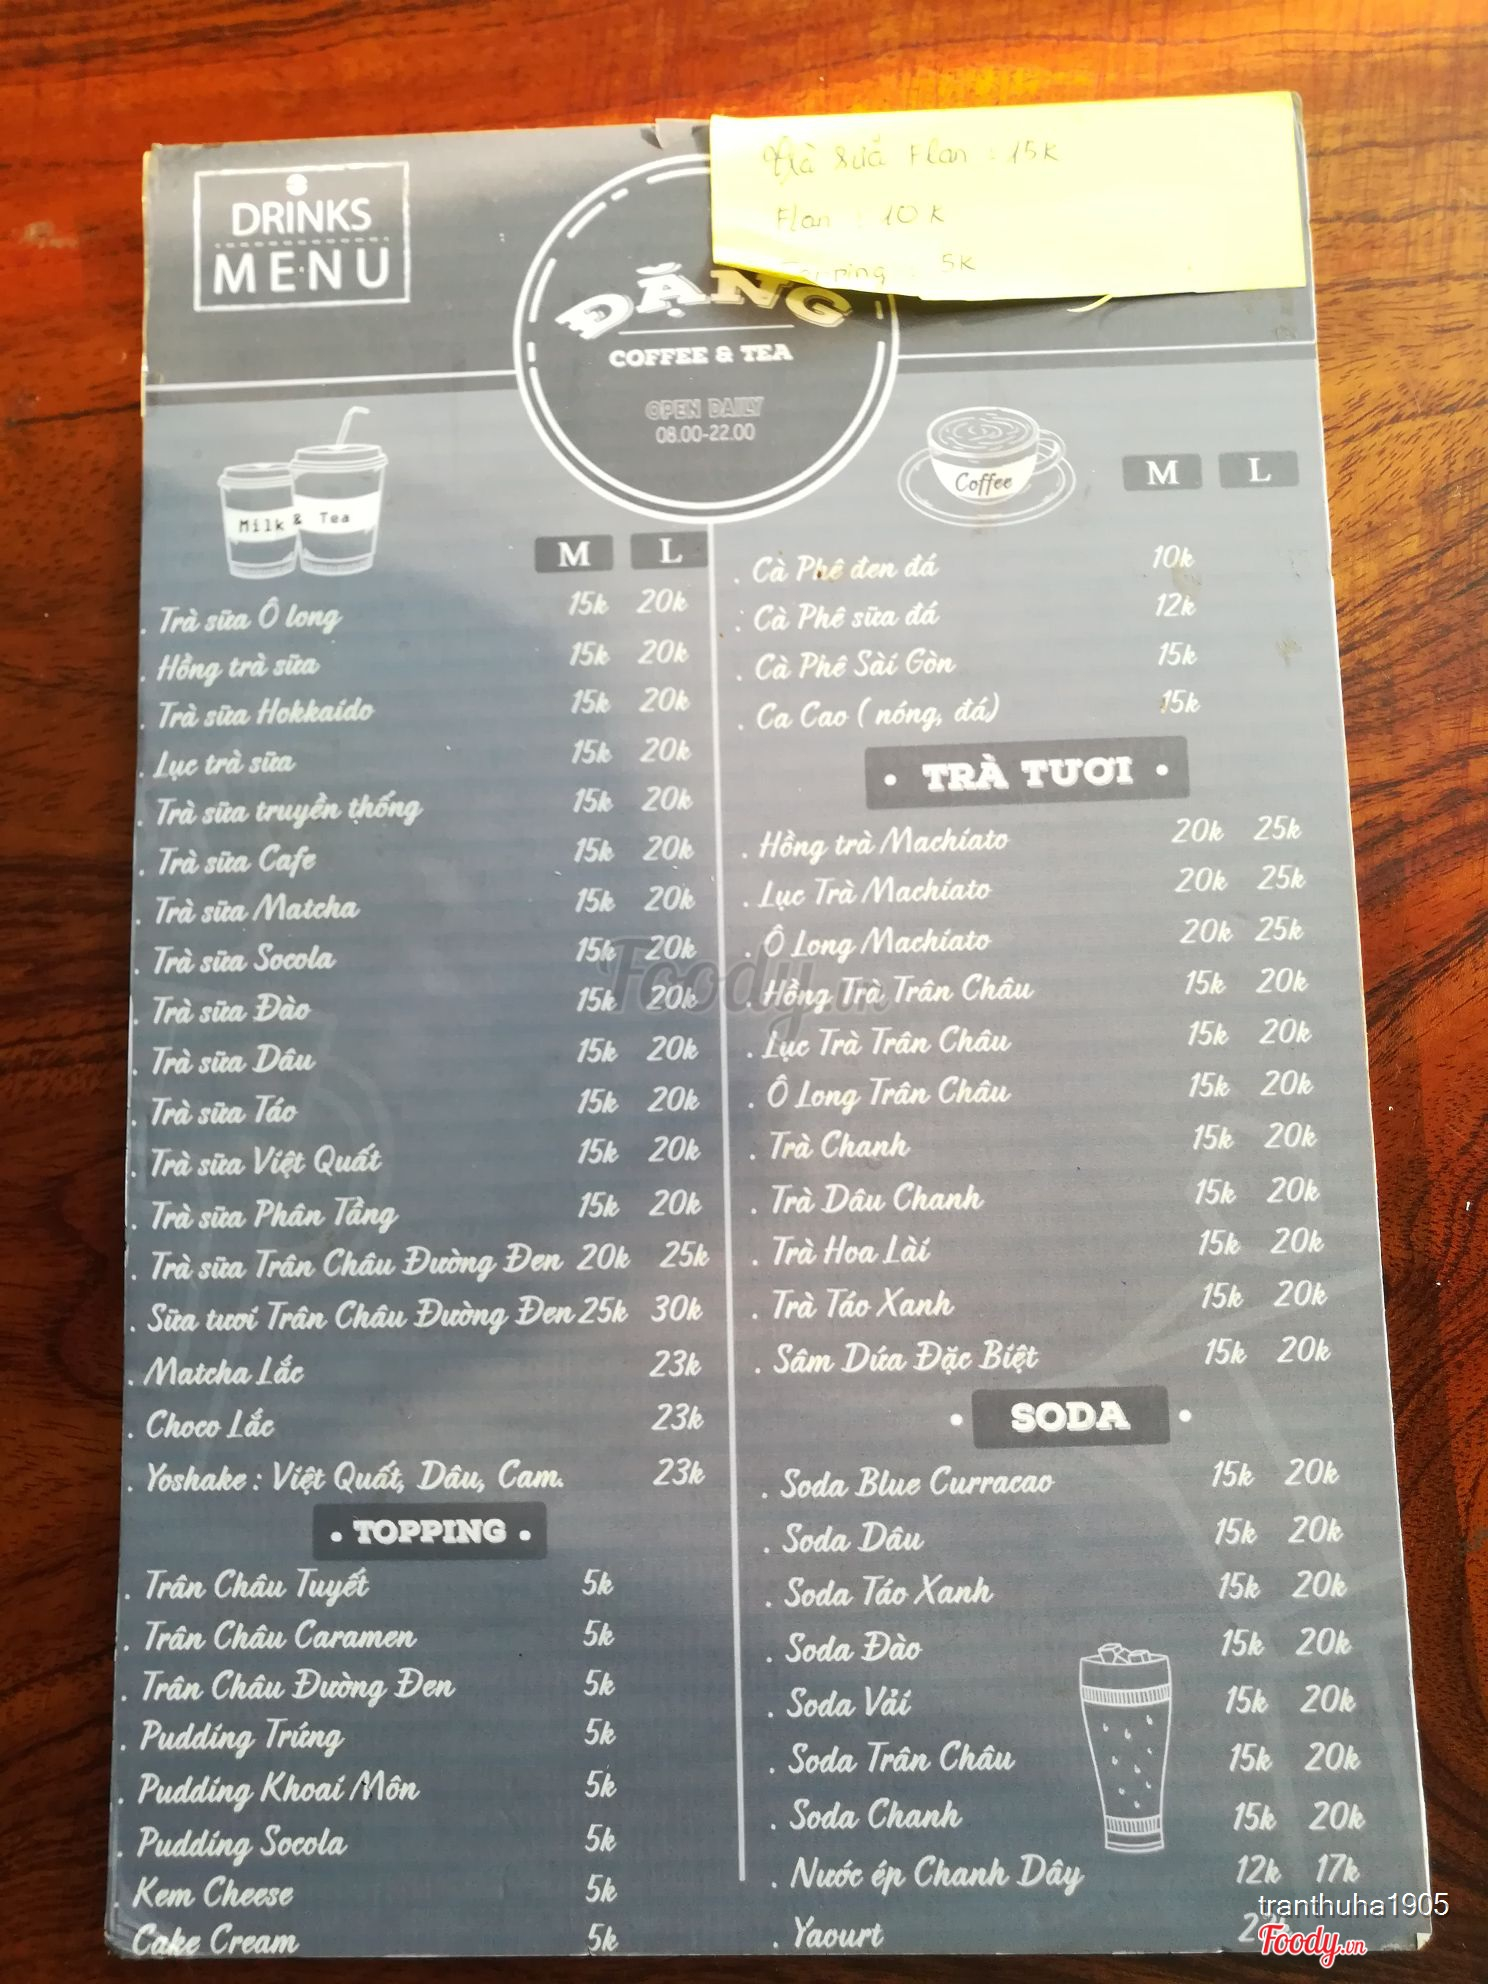 DRINKS
MENU
Trà sữa Flan : 15k
Flan : 10k
Topping : 5k
ĐẶNG
COFFEE & TEA
OPEN DAILY
08.00-22.00
Milk & Tea
M L
. Trà sữa Ô long 15k 20k
. Hồng trà sữa 15k 20k
. Trà sữa Hokkaido 15k 20k
. Lục trà sữa 15k 20k
. Trà sữa truyền thống 15k 20k
. Trà sữa Cafe 15k 20k
. Trà sữa Matcha 15k 20k
. Trà sữa Socola 15k 20k
. Trà sữa Đào 15k 20k
. Trà sữa Dâu 15k 20k
. Trà sữa Táo 15k 20k
. Trà sữa Việt Quất 15k 20k
. Trà sữa Phân Tầng 15k 20k
. Trà sữa Trân Châu Đường Đen 20k 25k
. Sữa tươi Trân Châu Đường Đen 25k 30k
. Matcha Lắc 23k
. Choco Lắc 23k
. Yoshake : Việt Quất, Dâu, Cam. 23k
• TOPPING •
. Trân Châu Tuyết 5k
. Trân Châu Caramen 5k
. Trân Châu Đường Đen 5k
. Pudding Trứng 5k
. Pudding Khoai Môn 5k
. Pudding Socola 5k
. Kem Cheese 5k
Cake Cream 5k
Coffee
M L
. Cà Phê đen đá 10k
. Cà Phê sữa đá 12k
. Cà Phê Sài Gòn 15k
. Ca Cao ( nóng, đá) 15k
• TRÀ TƯƠI •
. Hồng trà Machiato 20k 25k
. Lục Trà Machiato 20k 25k
. Ô Long Machiato 20k 25k
. Hồng Trà Trân Châu 15k 20k
. Lục Trà Trân Châu 15k 20k
. Ô Long Trân Châu 15k 20k
. Trà Chanh 15k 20k
. Trà Dâu Chanh 15k 20k
. Trà Hoa Lài 15k 20k
. Trà Táo Xanh 15k 20k
. Sâm Dứa Đặc Biệt 15k 20k
• SODA •
. Soda Blue Curracao 15k 20k
. Soda Dâu 15k 20k
. Soda Táo Xanh 15k 20k
. Soda Đào 15k 20k
. Soda Vải 15k 20k
. Soda Trân Châu 15k 20k
. Soda Chanh 15k 20k
. Nước ép Chanh Dây 12k 17k
. Yaourt
Foody.vn
tranthuha1905
Foody.vn